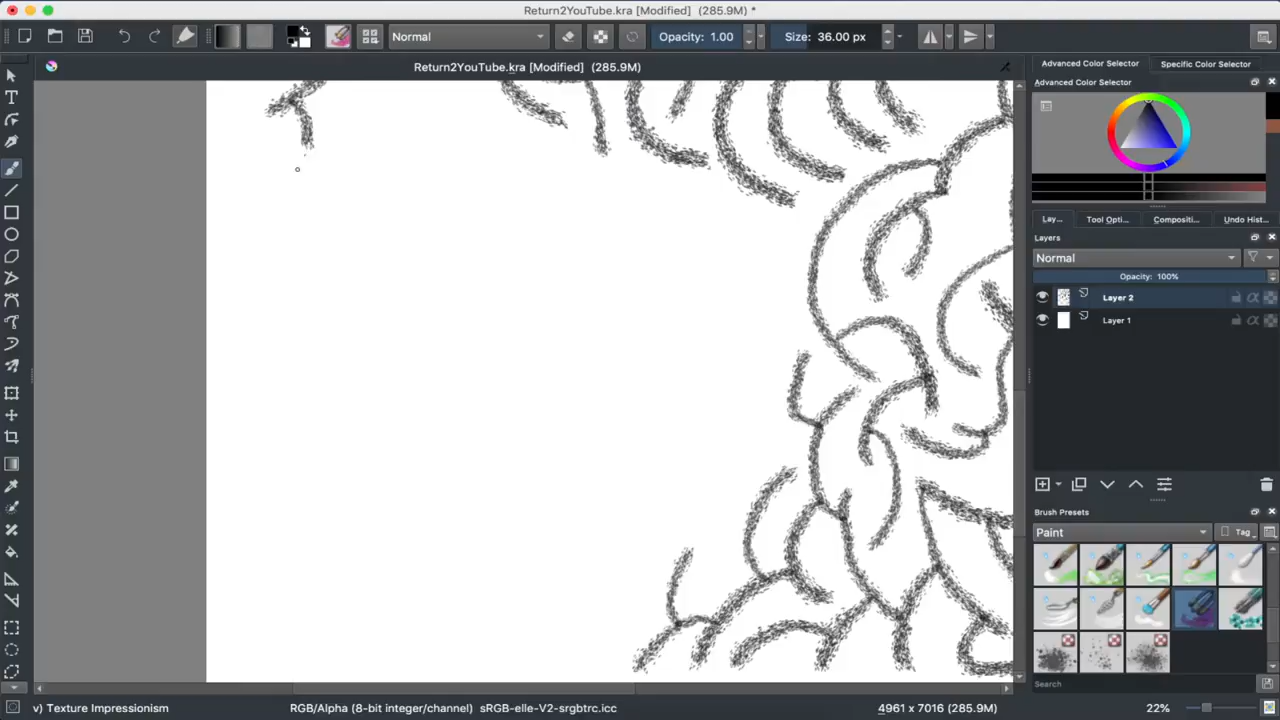 Return2YouTube.kra [Modified] (285.9M) *
Normal
Opacity: 1.00
Size: 36.00 px
Return2YouTube.kra [Modified] (285.9M)
Advanced Color Selector
Specific Color Selector
Advanced Color Selector
Lay...
Tool Opti...
Compositi...
Undo Hist...
Layers
Normal
Opacity: 100%
Layer 2
Layer 1
Brush Presets
Paint
Tag
Search
v) Texture Impressionism
RGB/Alpha (8-bit integer/channel) sRGB-elle-V2-srgbtrc.icc
4961 x 7016 (285.9M)
22%